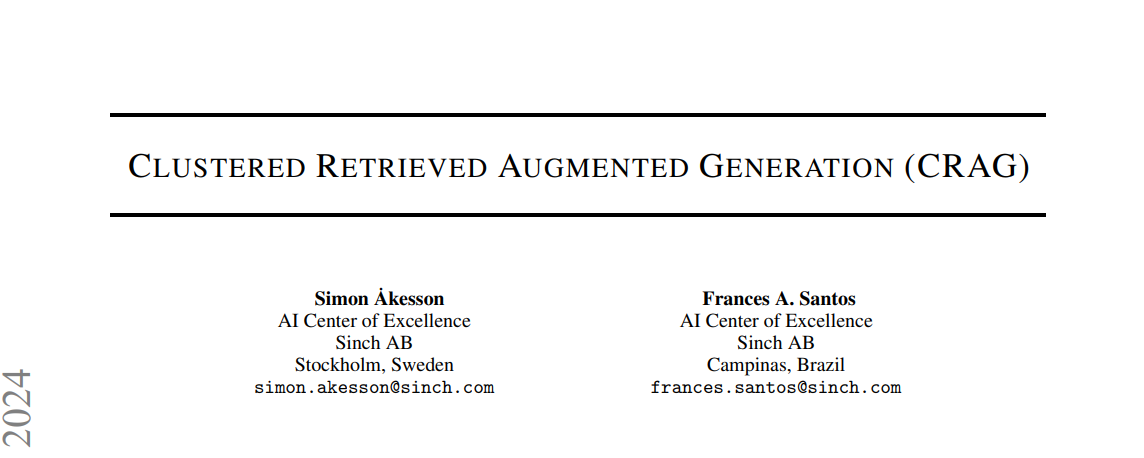 CLUSTERED RETRIEVED AUGMENTED GENERATION (CRAG)
Simon Ȧkesson
AI Center of Excellence
Sinch AB
Stockholm, Sweden
simon.akesson@sinch.com
Frances A. Santos
AI Center of Excellence
Sinch AB
Campinas, Brazil
frances.santos@sinch.com
2024